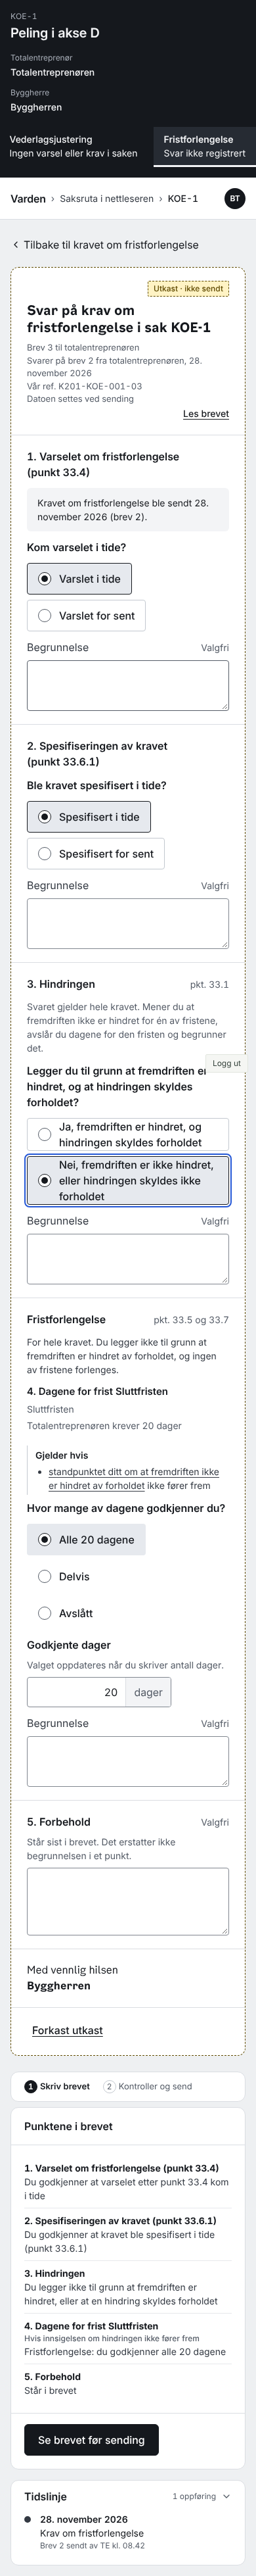 KOE-1
Peling i akse D
Totalentreprenør
Totalentreprenøren
Byggherre
Byggherren
Vederlagsjustering
Ingen varsel eller krav i saken
Fristforlengelse
Svar ikke registrert
Varden › Saksruta i nettleseren › KOE-1
BT
Tilbake til kravet om fristforlengelse
Utkast · ikke sendt
Svar på krav om
fristforlengelse i sak KOE-1
Brev 3 til totalentreprenøren
Svarer på brev 2 fra totalentreprenøren, 28.
november 2026
Vår ref. K201-KOE-001-03
Datoen settes ved sending
Les brevet
1. Varselet om fristforlengelse
(punkt 33.4)
Kravet om fristforlengelse ble sendt 28.
november 2026 (brev 2).
Kom varselet i tide?
Varslet i tide
Varslet for sent
Begrunnelse Valgfri
2. Spesifiseringen av kravet
(punkt 33.6.1)
Ble kravet spesifisert i tide?
Spesifisert i tide
Spesifisert for sent
Begrunnelse Valgfri
3. Hindringen pkt. 33.1
Svaret gjelder hele kravet. Mener du at
fremdriften ikke er hindret for én av fristene,
avslår du dagene for den fristen og begrunner
det.
Logg ut
Legger du til grunn at fremdriften er
hindret, og at hindringen skyldes
forholdet?
Ja, fremdriften er hindret, og
hindringen skyldes forholdet
Nei, fremdriften er ikke hindret,
eller hindringen skyldes ikke
forholdet
Begrunnelse Valgfri
Fristforlengelse pkt. 33.5 og 33.7
For hele kravet. Du legger ikke til grunn at
fremdriften er hindret av forholdet, og ingen
av fristene forlenges.
4. Dagene for frist Sluttfristen
Sluttfristen
Totalentreprenøren krever 20 dager
Gjelder hvis
• standpunktet ditt om at fremdriften ikke
er hindret av forholdet ikke fører frem
Hvor mange av dagene godkjenner du?
Alle 20 dagene
Delvis
Avslått
Godkjente dager
Valget oppdateres når du skriver antall dager.
20 dager
Begrunnelse Valgfri
5. Forbehold Valgfri
Står sist i brevet. Det erstatter ikke
begrunnelsen i et punkt.
Med vennlig hilsen
Byggherren
Forkast utkast
1 Skriv brevet 2 Kontroller og send
Punktene i brevet
1. Varselet om fristforlengelse (punkt 33.4)
Du godkjenner at varselet etter punkt 33.4 kom
i tide
2. Spesifiseringen av kravet (punkt 33.6.1)
Du godkjenner at kravet ble spesifisert i tide
(punkt 33.6.1)
3. Hindringen
Du legger ikke til grunn at fremdriften er
hindret, eller at en hindring skyldes forholdet
4. Dagene for frist Sluttfristen
Hvis innsigelsen om hindringen ikke fører frem
Fristforlengelse: du godkjenner alle 20 dagene
5. Forbehold
Står i brevet
Se brevet før sending
Tidslinje 1 oppføring
28. november 2026
Krav om fristforlengelse
Brev 2 sendt av TE kl. 08.42